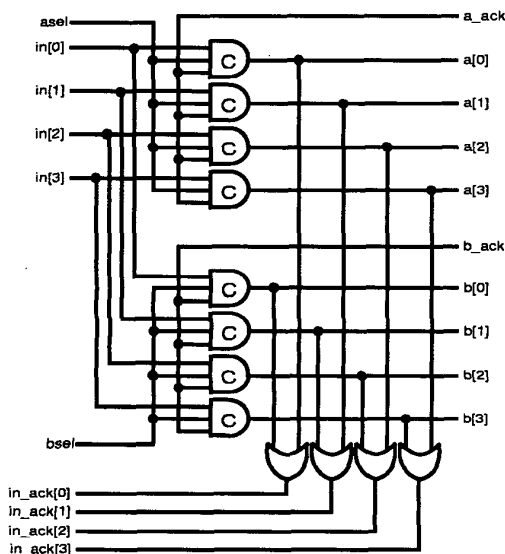 asel
a_ack
in[0]
C
a[0]
in[1]
C
a[1]
in[2]
C
a[2]
in[3]
C
a[3]
b_ack
C
b[0]
C
b[1]
C
b[2]
C
b[3]
bsel
in_ack[0]
in_ack[1]
in_ack[2]
in_ack[3]